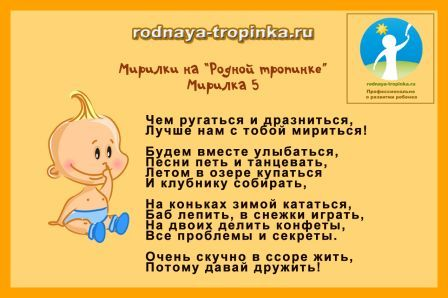 rodnaya-tropinka.ru
Мирилки на "Родной тропинке"
Мирилка 5
rodnaya-tropinka.ru
Профессионально
о развитии ребенка
Чем ругаться и дразниться,
Лучше нам с тобой мириться!
Будем вместе улыбаться,
Песни петь и танцевать,
Летом в озере купаться
И клубнику собирать,
На коньках зимой кататься,
Баб лепить, в снежки играть,
На двоих делить конфеты,
Все проблемы и секреты.
Очень скучно в ссоре жить,
Потому давай дружить!